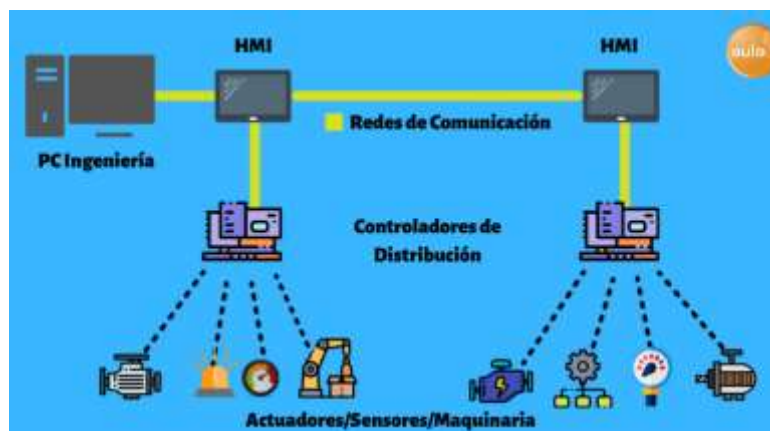 HMI
HMI
aula
Redes de Comunicación
PC Ingeniería
Controladores de
Distribución
Actuadores/Sensores/Maquinaria